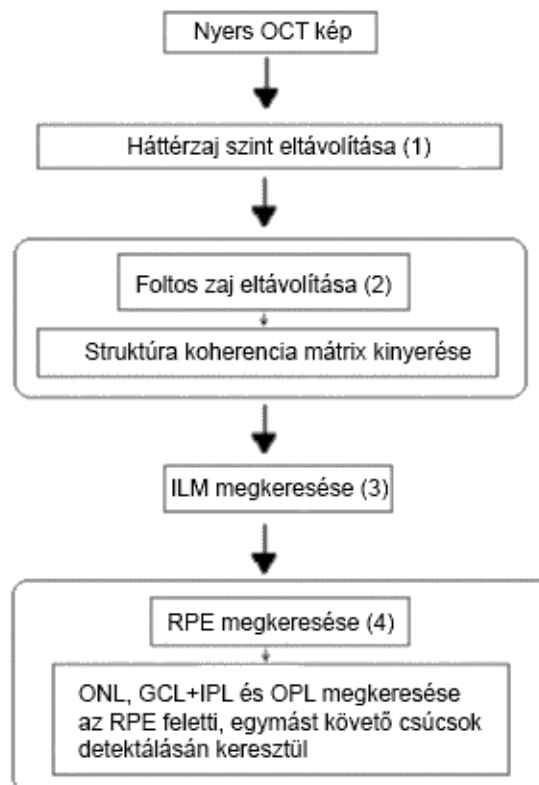 Nyers OCT kép
Háttérzaj szint eltávolítása (1)
Foltos zaj eltávolítása (2)
Struktúra koherencia mátrix kinyerése
ILM megkeresése (3)
RPE megkeresése (4)
ONL, GCL+IPL és OPL megkeresése
az RPE feletti, egymást követő csúcsok
detektálásán keresztül